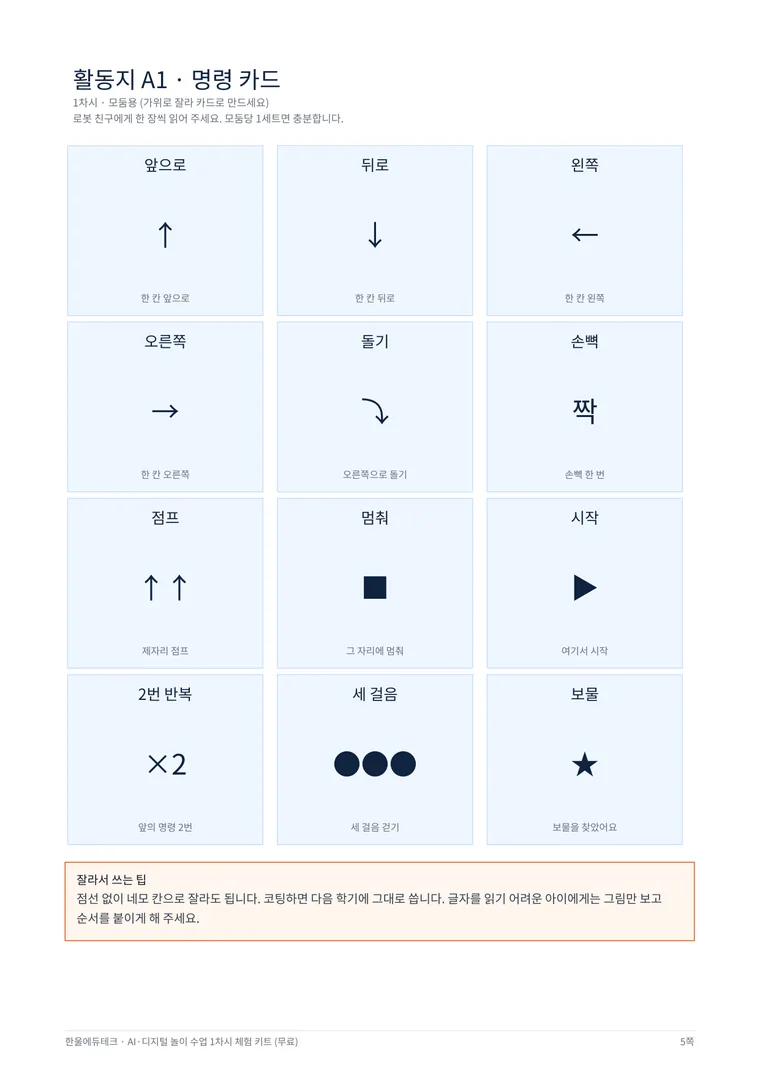 활동지 A1 · 명령 카드
1차시 · 모둠용 (가위로 잘라 카드로 만드세요)
로봇 친구에게 한 장씩 읽어 주세요. 모둠당 1세트면 충분합니다.
앞으로
↑
한 칸 앞으로
뒤로
↓
한 칸 뒤로
왼쪽
←
한 칸 왼쪽
오른쪽
→
한 칸 오른쪽
돌기
오른쪽으로 돌기
손뼉
짝
손뼉 한 번
점프
↑ ↑
제자리 점프
멈춰
■
그 자리에 멈춰
시작
▶
여기서 시작
2번 반복
×2
앞의 명령 2번
세 걸음
●●●
세 걸음 걷기
보물
★
보물을 찾았어요
잘라서 쓰는 팁
점선 없이 네모 칸으로 잘라도 됩니다. 코팅하면 다음 학기에 그대로 씁니다. 글자를 읽기 어려운 아이에게는 그림만 보고
순서를 붙이게 해 주세요.
한울에듀테크 · AI·디지털 놀이 수업 1차시 체험 키트 (무료)
5쪽